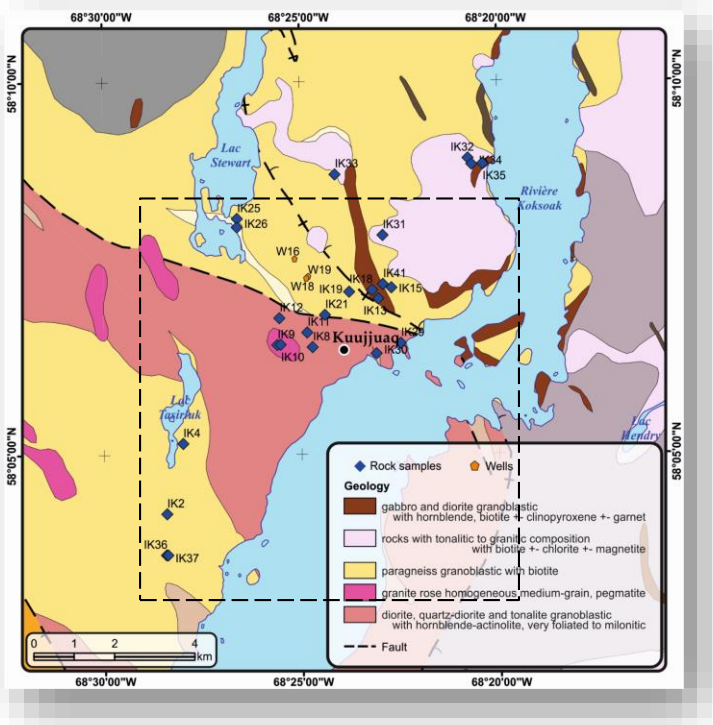 68°30'00"W 68°25'00"W 68°20'00"W
58°10'00"N 58°10'00"N
Lac
Stewart
IK33
IK32
IK34
IK35
Rivière
Koksoak
IK25
IK26
IK31
W16
W19
W18
IK19
IK18
IK41
IK15
IK13
IK12
IK21
IK11
IK9
IK8
IK10
Kuujjuaq
IK29
IK30
Lac
Tasirluk
IK4
Lac
Hendry
58°05'00"N 58°05'00"N
IK2
IK36
IK37
Rock samples Wells
Geology
gabbro and diorite granoblastic
with hornblende, biotite +- clinopyroxene +- garnet
rocks with tonalitic to granitic composition
with biotite +- chlorite +- magnetite
paragneiss granoblastic with biotite
granite rose homogeneous medium-grain, pegmatite
diorite, quartz-diorite and tonalite granoblastic
with hornblende-actinolite, very foliated to milonitic
Fault
0 1 2 4
km
68°30'00"W 68°25'00"W 68°20'00"W